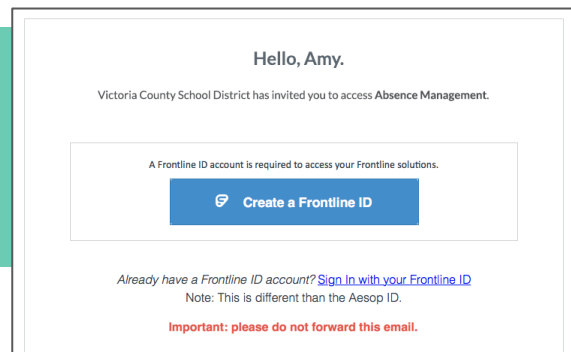 Hello, Amy.
Victoria County School District has invited you to access Absence Management.
A Frontline ID account is required to access your Frontline solutions.
Create a Frontline ID
Already have a Frontline ID account? Sign In with your Frontline ID
Note: This is different than the Aesop ID.
Important: please do not forward this email.